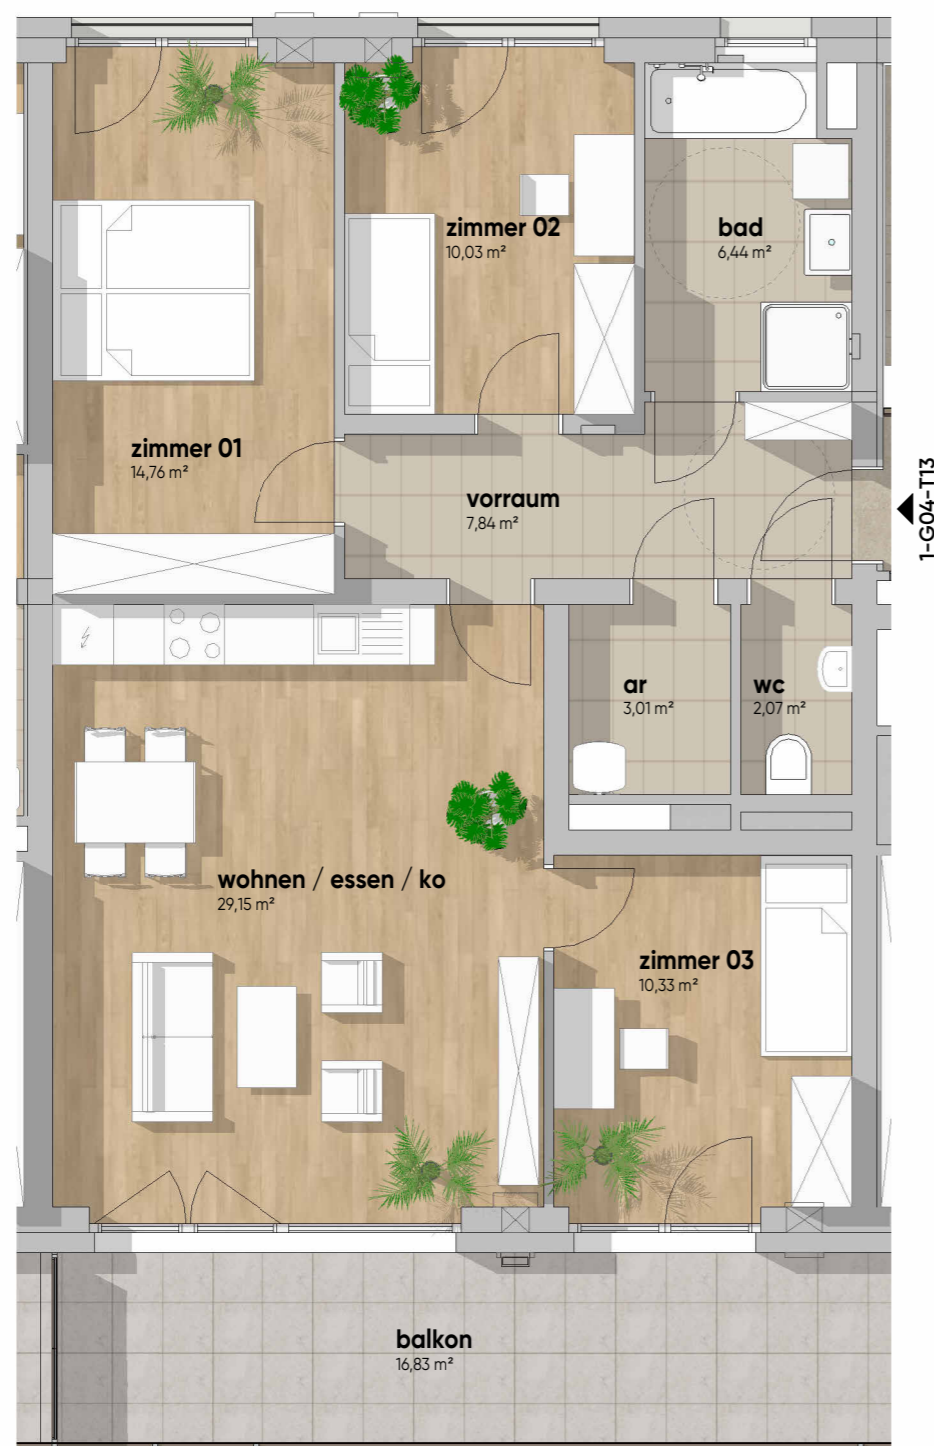 zimmer 02
10,03 m²
bad
6,44 m²
zimmer 01
14,76 m²
vorraum
7,84 m²
1-G04-T13
ar
3,01 m²
wc
2,07 m²
wohnen / essen / ko
29,15 m²
zimmer 03
10,33 m²
balkon
16,83 m²